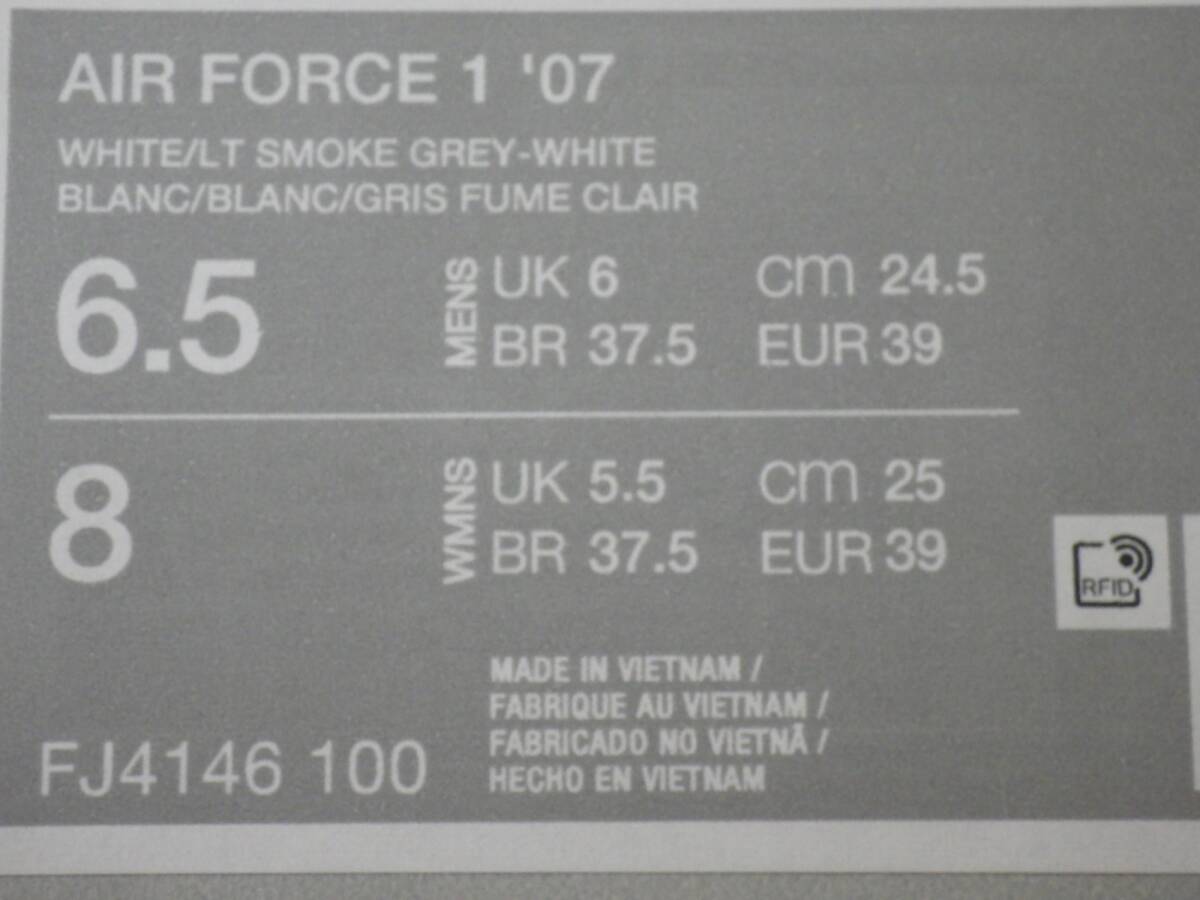 AIR FORCE 1 '07
WHITE/LT SMOKE GREY-WHITE
BLANC/BLANC/GRIS FUME CLAIR
6.5 MENS UK 6 cm 24.5
BR 37.5 EUR 39
8 WMNS UK 5.5 cm 25
BR 37.5 EUR 39
RFID
MADE IN VIETNAM /
FABRIQUE AU VIETNAM /
FABRICADO NO VIETNÃ /
HECHO EN VIETNAM
FJ4146 100